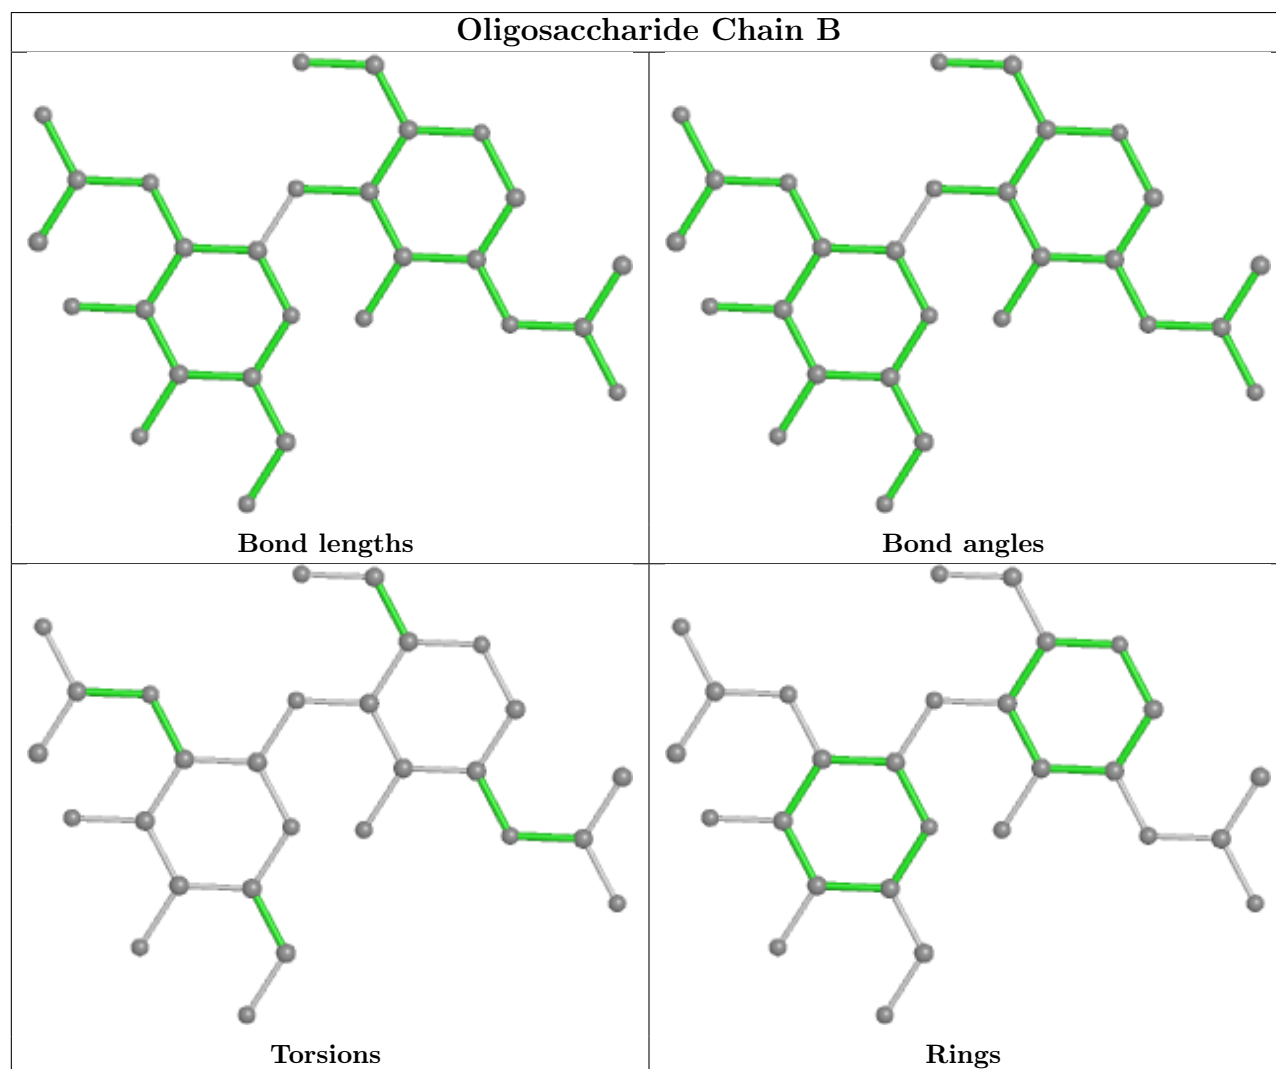 Oligosaccharide Chain B
Bond lengths
Bond angles
Torsions
Rings